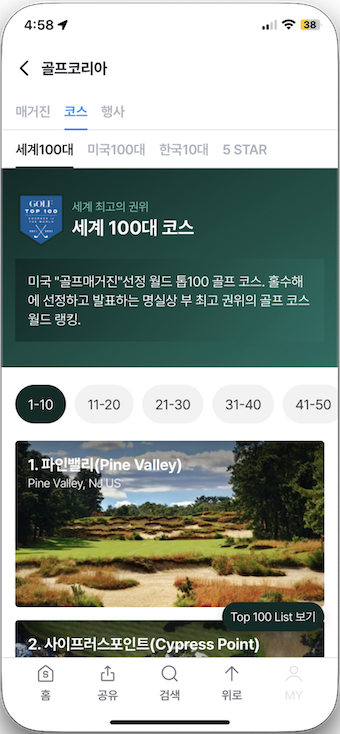 4:58
38
골프코리아
매거진 코스 행사
세계100대 미국100대 한국10대 5 STAR
GOLF
TOP 100
세계 최고의 권위
세계 100대 코스
미국 "골프매거진"선정 월드 톱100 골프 코스. 홀수해
에 선정하고 발표하는 명실상 부 최고 권위의 골프 코스
월드 랭킹.
1-10 11-20 21-30 31-40 41-50
1. 파인밸리(Pine Valley)
Pine Valley, NJ,US
Top 100 List 보기
2. 사이프러스포인트(Cypress Point)
홈 공유 검색 위로 MY